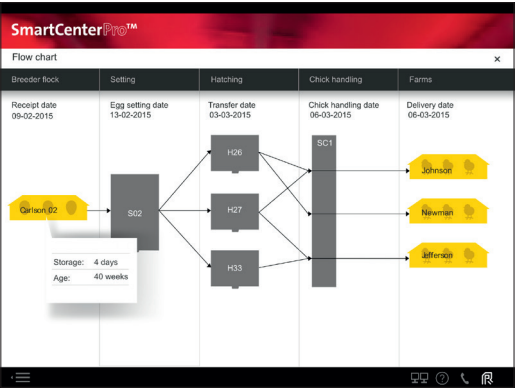 SmartCenterPro™
Flow chart
×
Breeder flock
Setting
Hatching
Chick handling
Farms
Receipt date
09-02-2015
Egg setting date
13-02-2015
Transfer date
03-03-2015
Chick handling date
06-03-2015
Delivery date
06-03-2015
SC1
H26
Johnson
Carlson 02
S02
H27
Newman
Storage: 4 days
Age: 40 weeks
H33
Jefferson
?
R